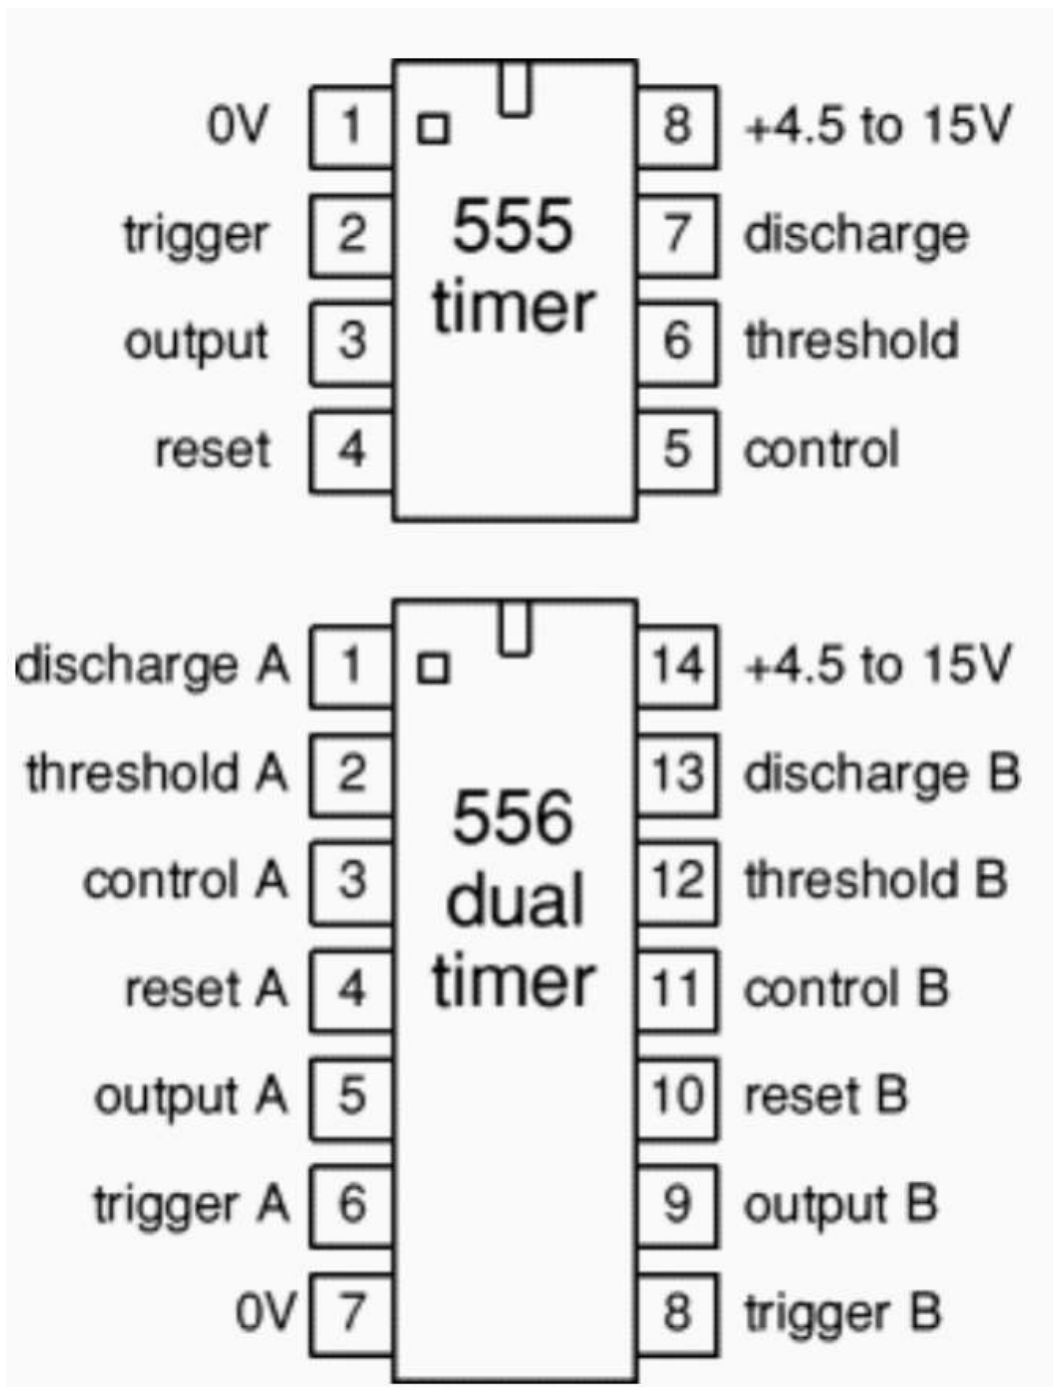 0V 1 8 +4.5 to 15V
trigger 2 555 7 discharge
timer
output 3 6 threshold
reset 4 5 control
discharge A 1 14 +4.5 to 15V
threshold A 2 13 discharge B
556
control A 3 dual 12 threshold B
reset A 4 timer 11 control B
output A 5 10 reset B
trigger A 6 9 output B
0V 7 8 trigger B